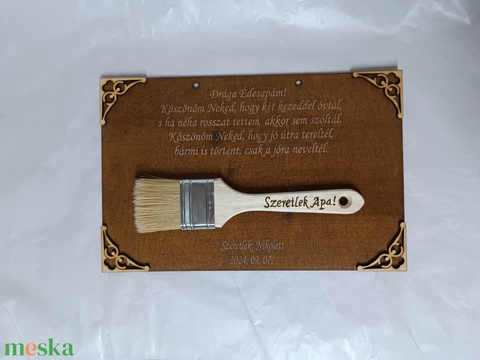 Drága Édesapám!
Köszönöm Neked, hogy két kezeddel óvtál,
s ha néha rosszat tettem, akkor sem szóltál.
Köszönöm Neked, hogy jó útra tereltél,
bármi is történt, csak a jóra neveltél.
Szeretlek Apa!
Szeretlek: Nikolett
2024. 09. 07.
meska